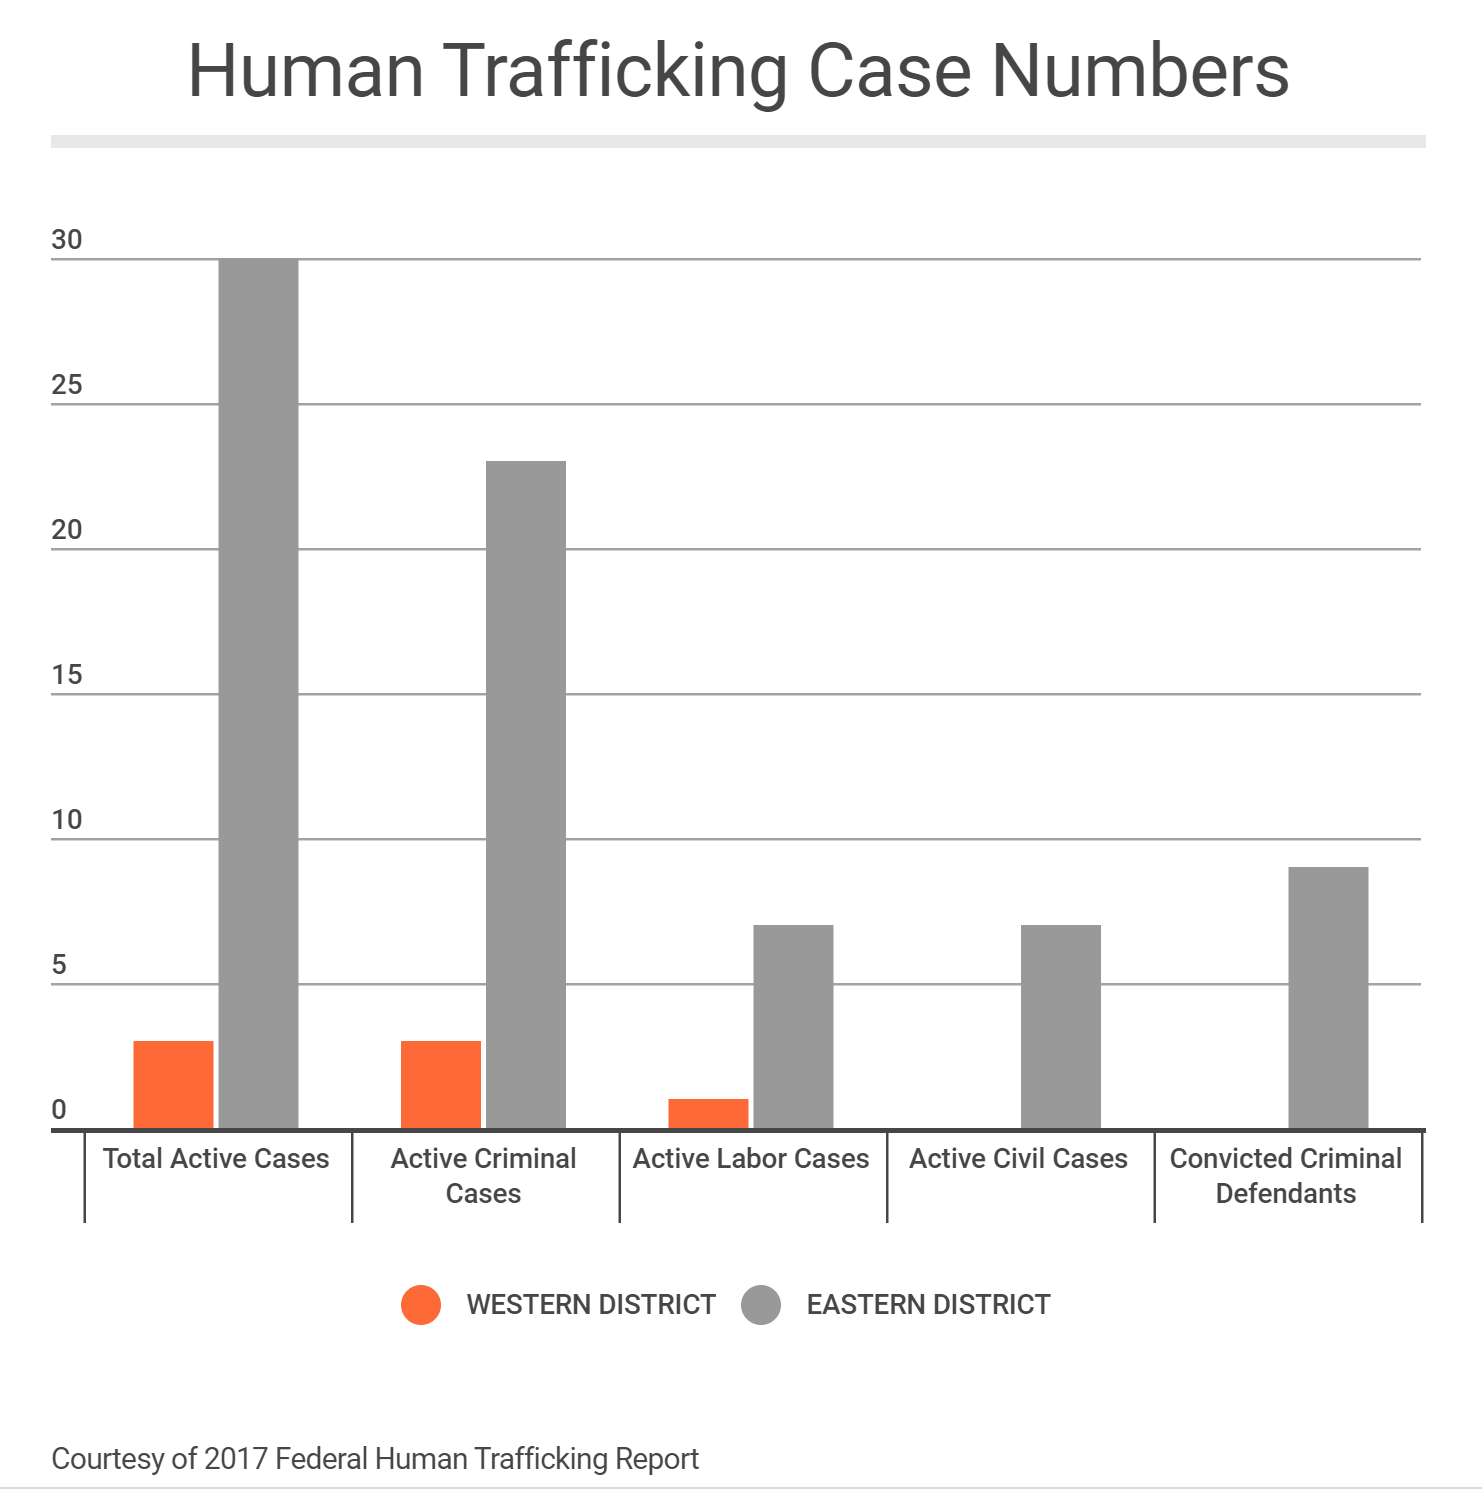 Human Trafficking Case Numbers
30
25
20
15
10
5
0
Total Active Cases
Active Criminal
Cases
Active Labor Cases
Active Civil Cases
Convicted Criminal
Defendants
WESTERN DISTRICT
EASTERN DISTRICT
Courtesy of 2017 Federal Human Trafficking Report